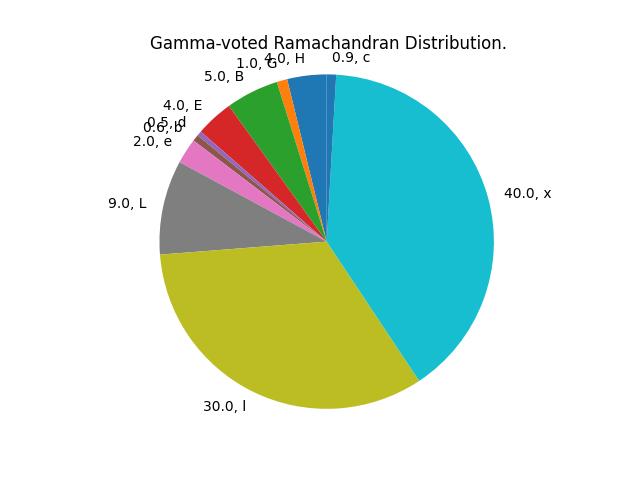 Gamma-voted Ramachandran Distribution.
4.0, H
0.9, c
1.0, G
5.0, B
4.0, E
0.5, d
0.6, b
2.0, e
40.0, x
9.0, L
30.0, l